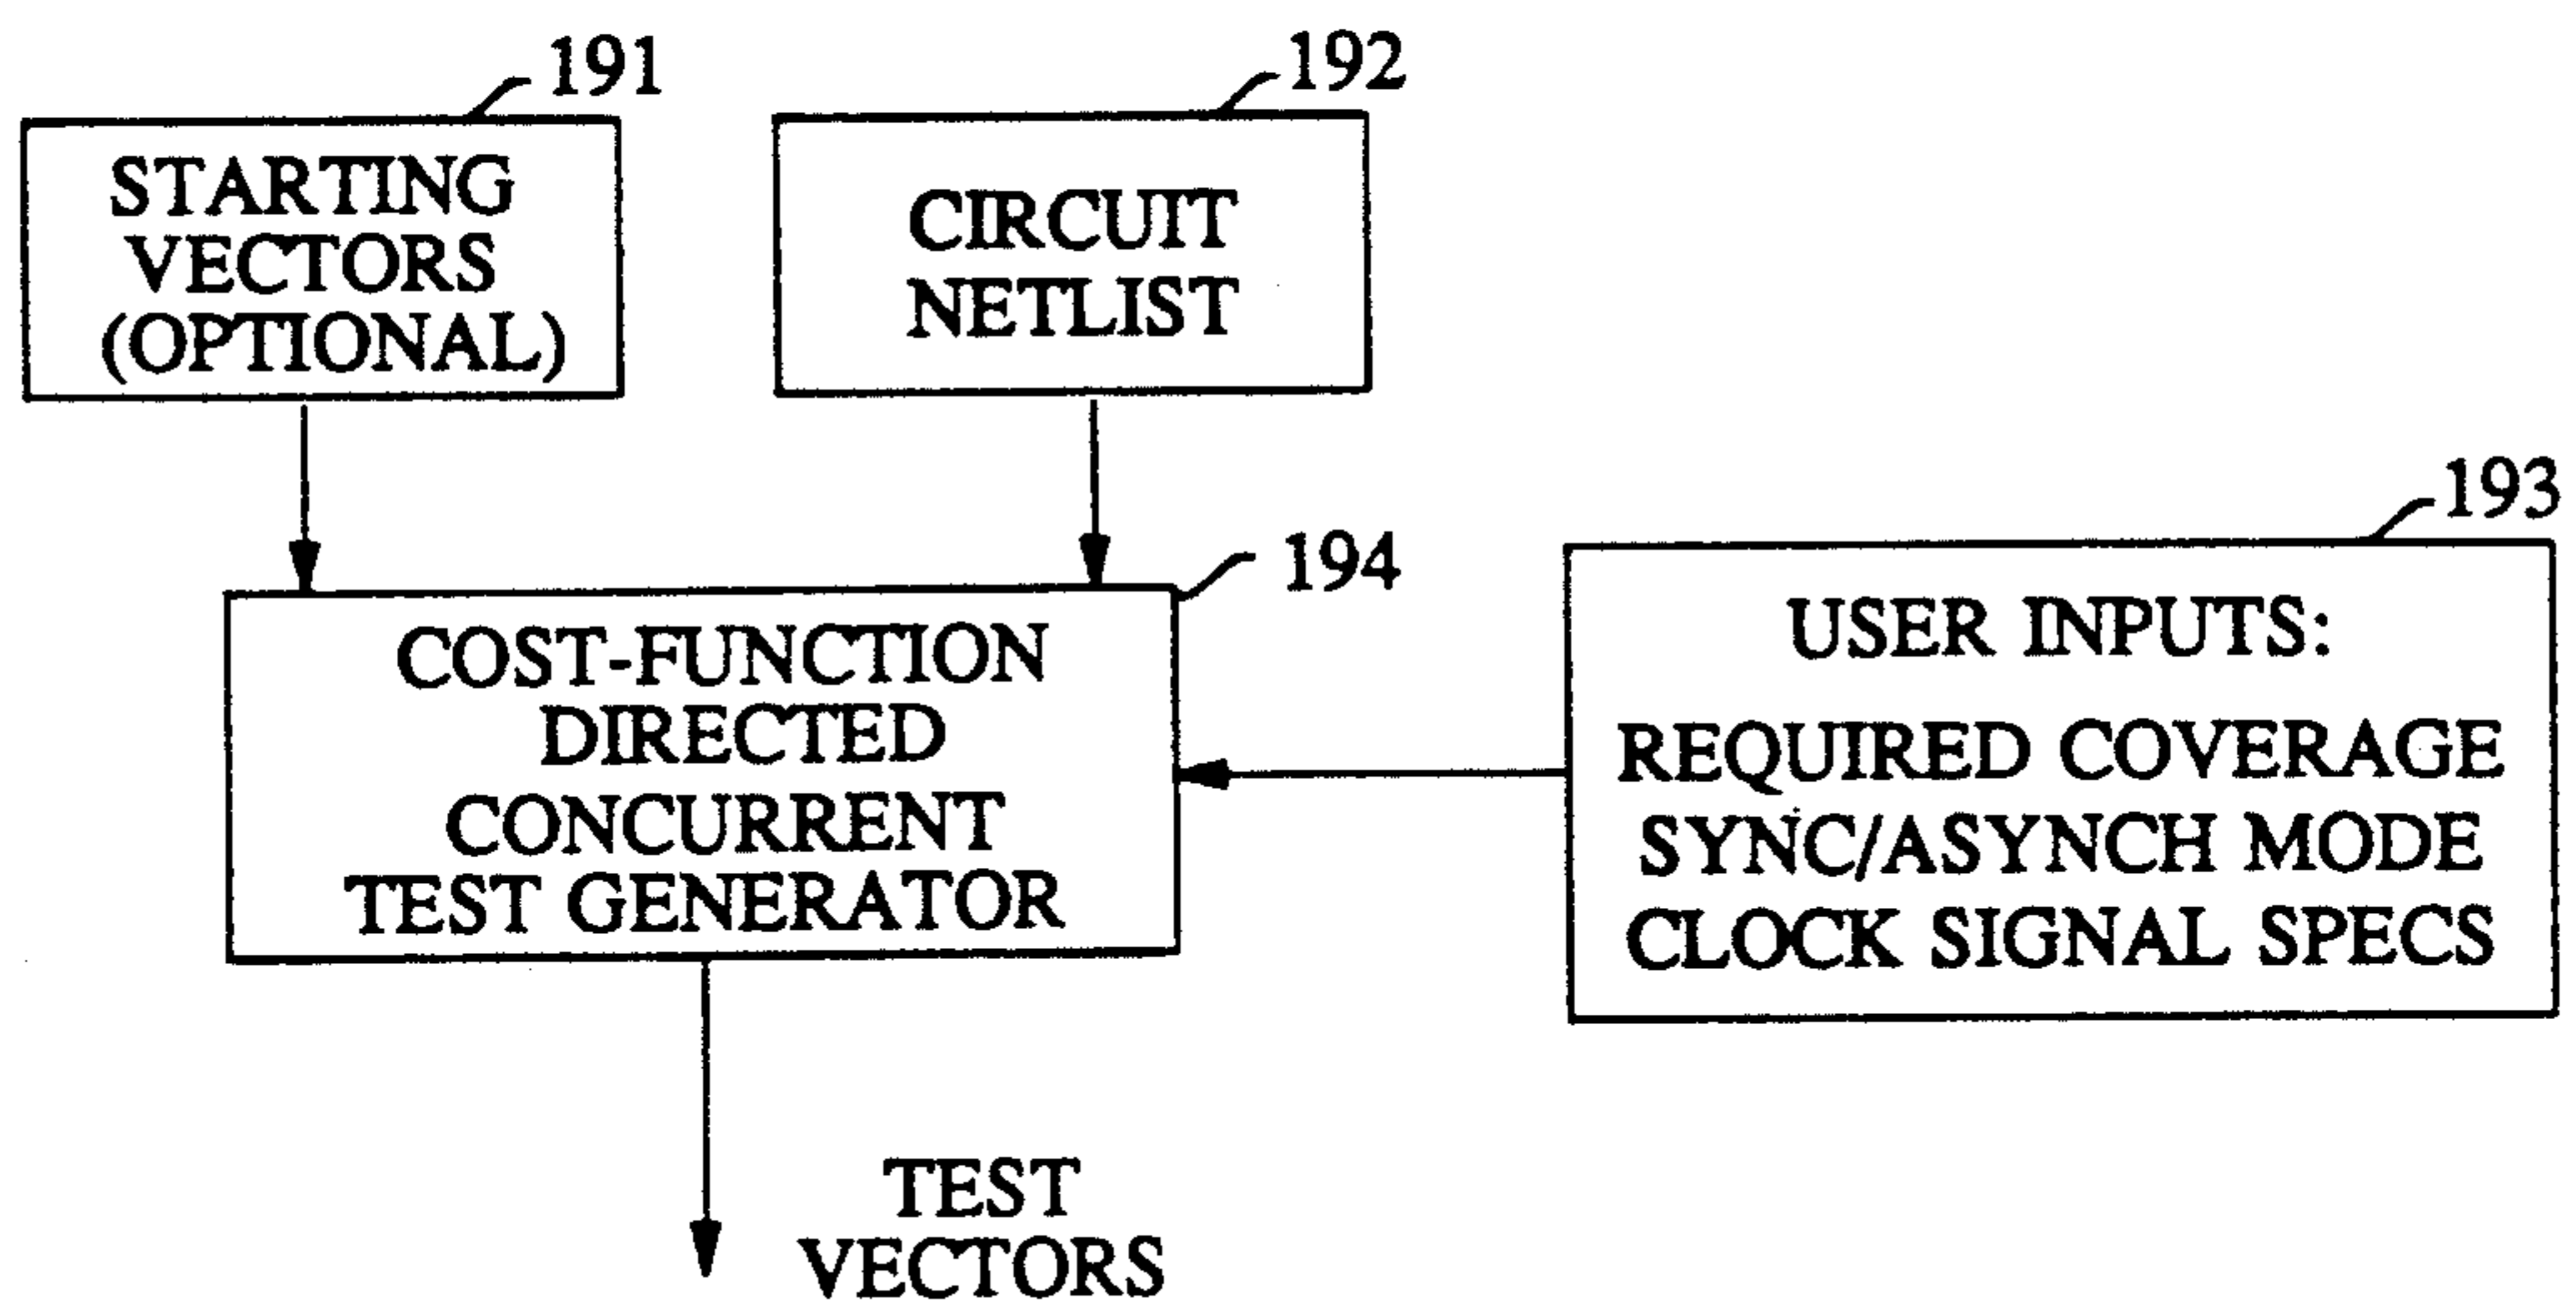 191
STARTING
VECTORS
(OPTIONAL)
192
CIRCUIT
NETLIST
193
USER INPUTS:
REQUIRED COVERAGE
SYNC/ASYNCH MODE
CLOCK SIGNAL SPECS
194
COST-FUNCTION
DIRECTED
CONCURRENT
TEST GENERATOR
TEST
VECTORS